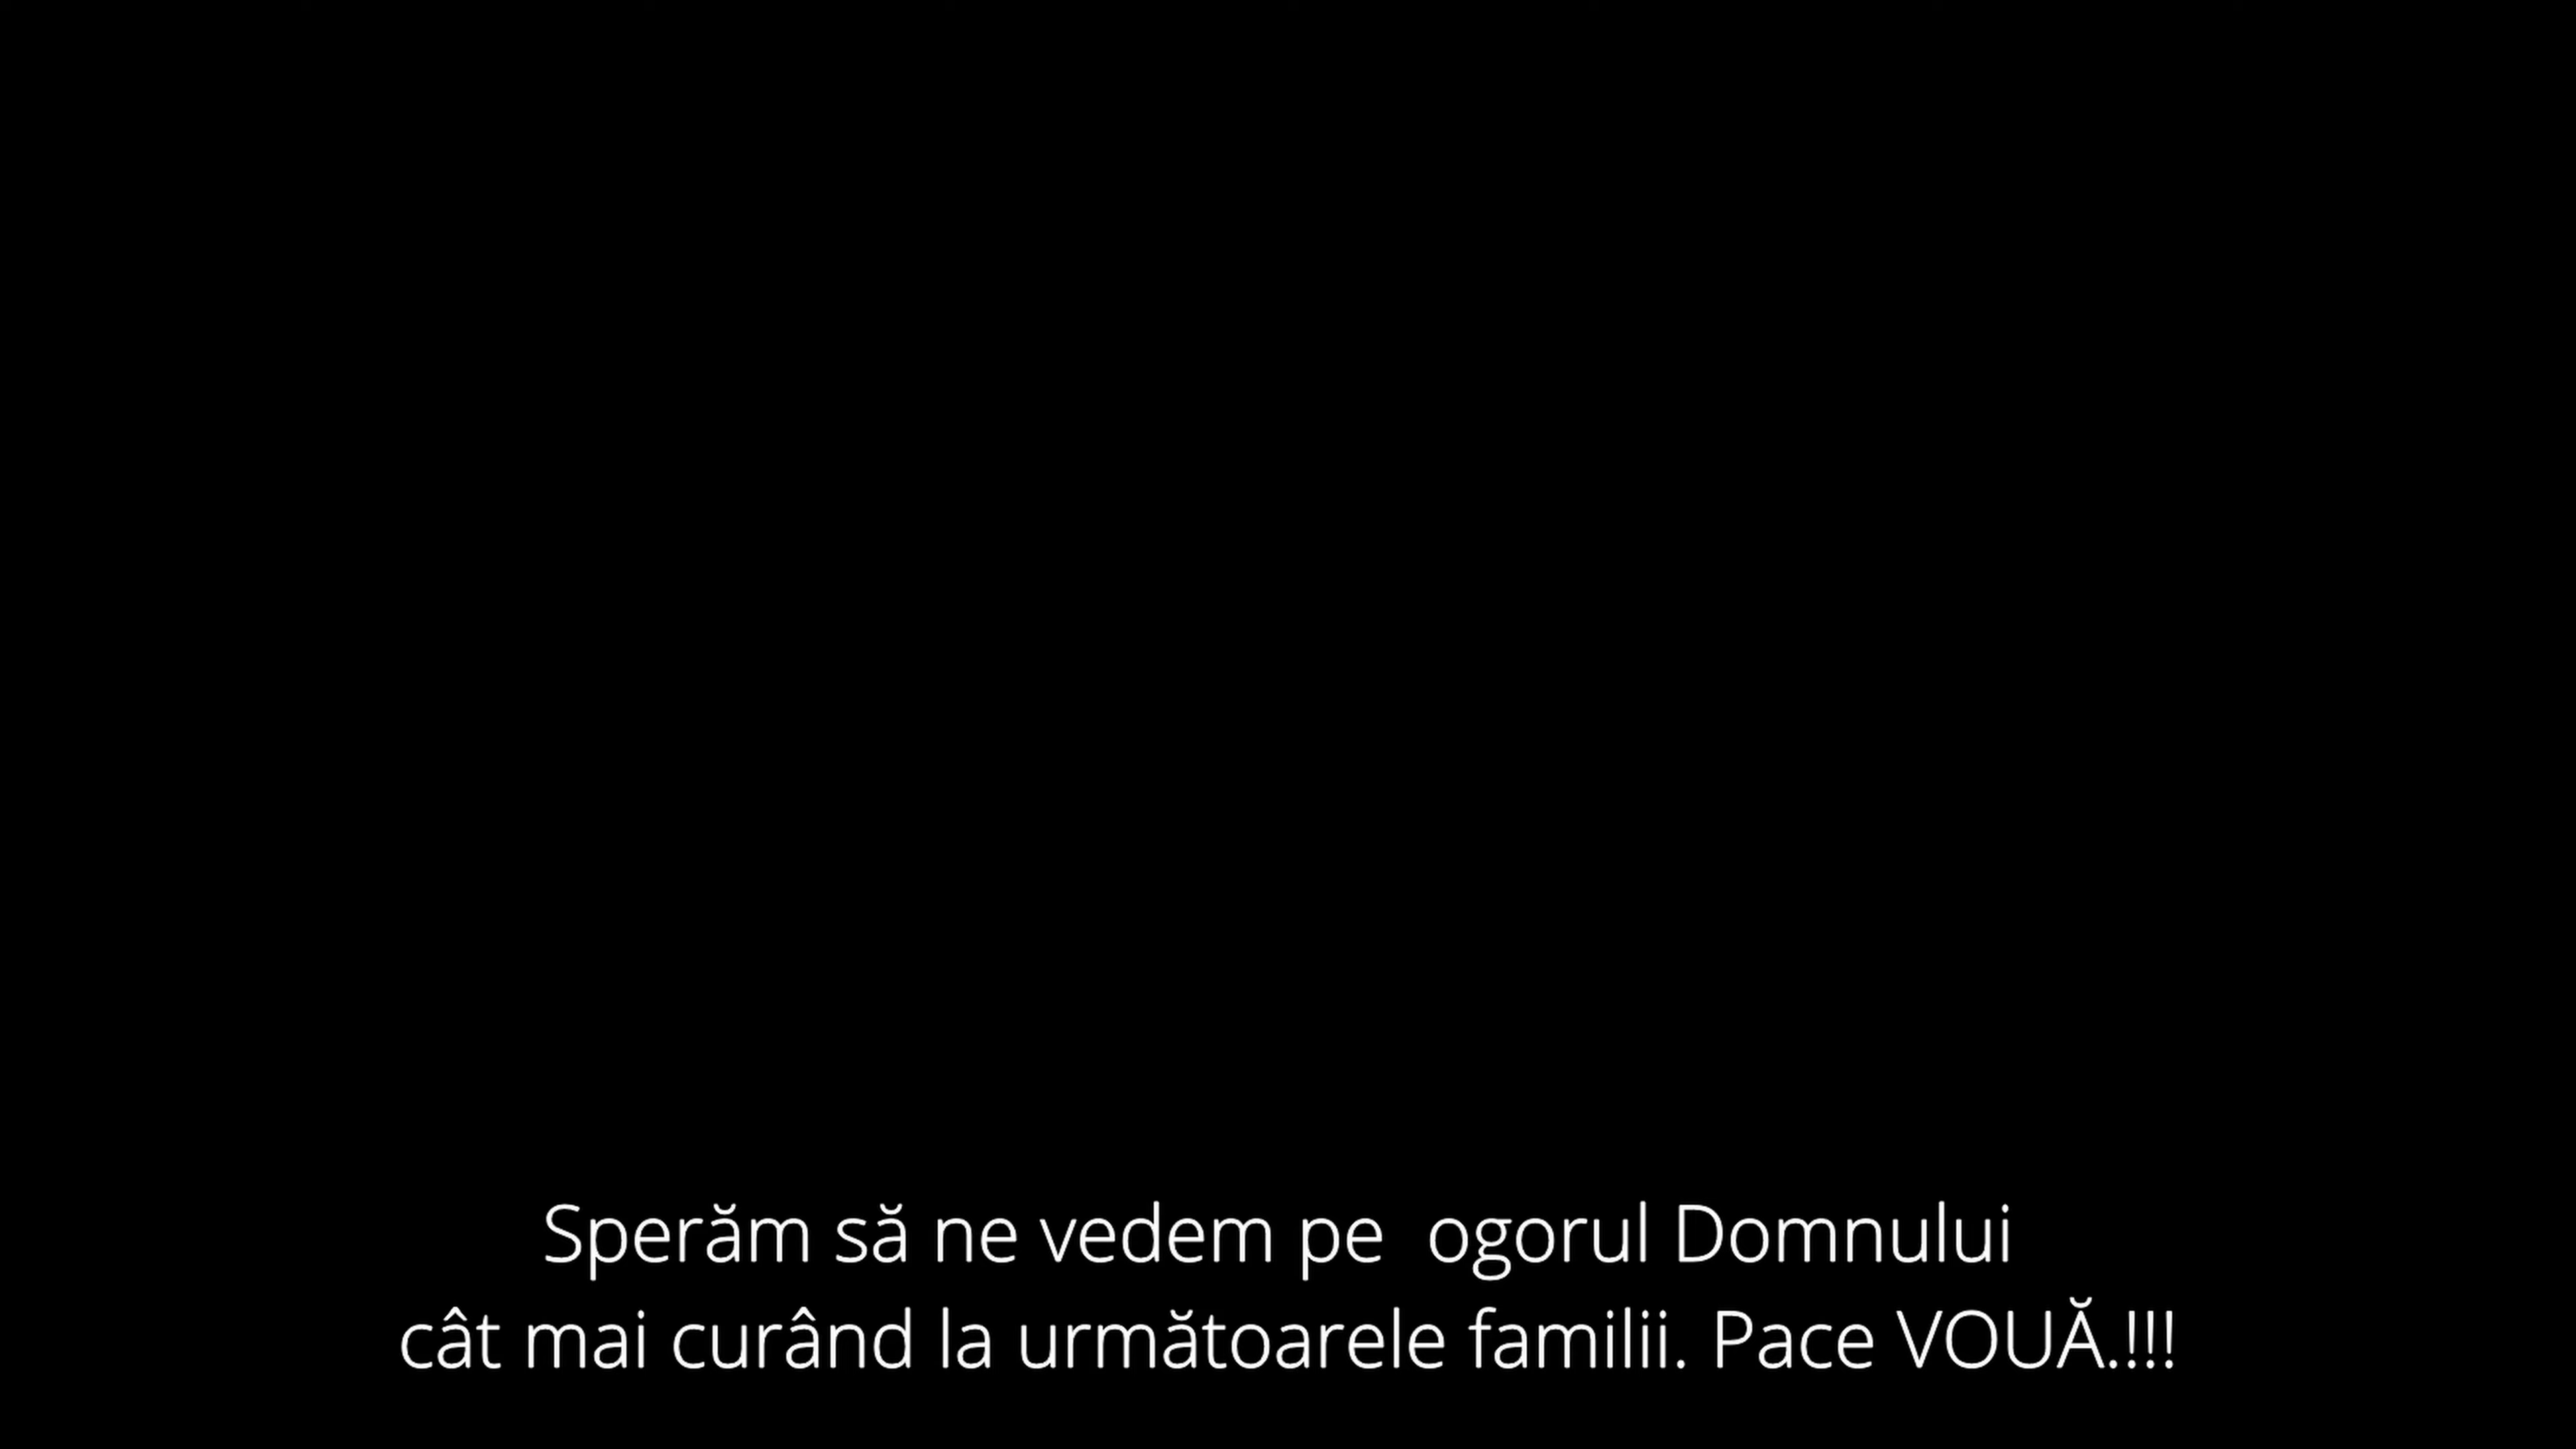 Sperăm să ne vedem pe  ogorul Domnului
cât mai curând la următoarele familii. Pace VOUĂ.!!!